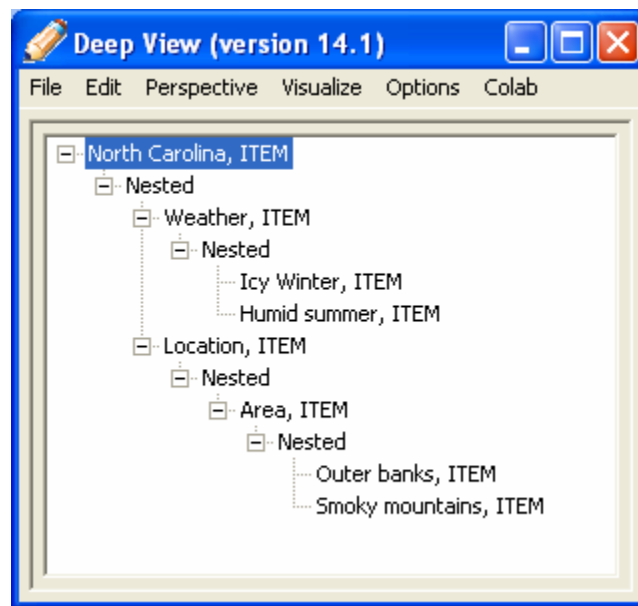 Deep View (version 14.1)
File Edit Perspective Visualize Options Colab
North Carolina, ITEM
Nested
Weather, ITEM
Nested
Icy Winter, ITEM
Humid summer, ITEM
Location, ITEM
Nested
Area, ITEM
Nested
Outer banks, ITEM
Smoky mountains, ITEM